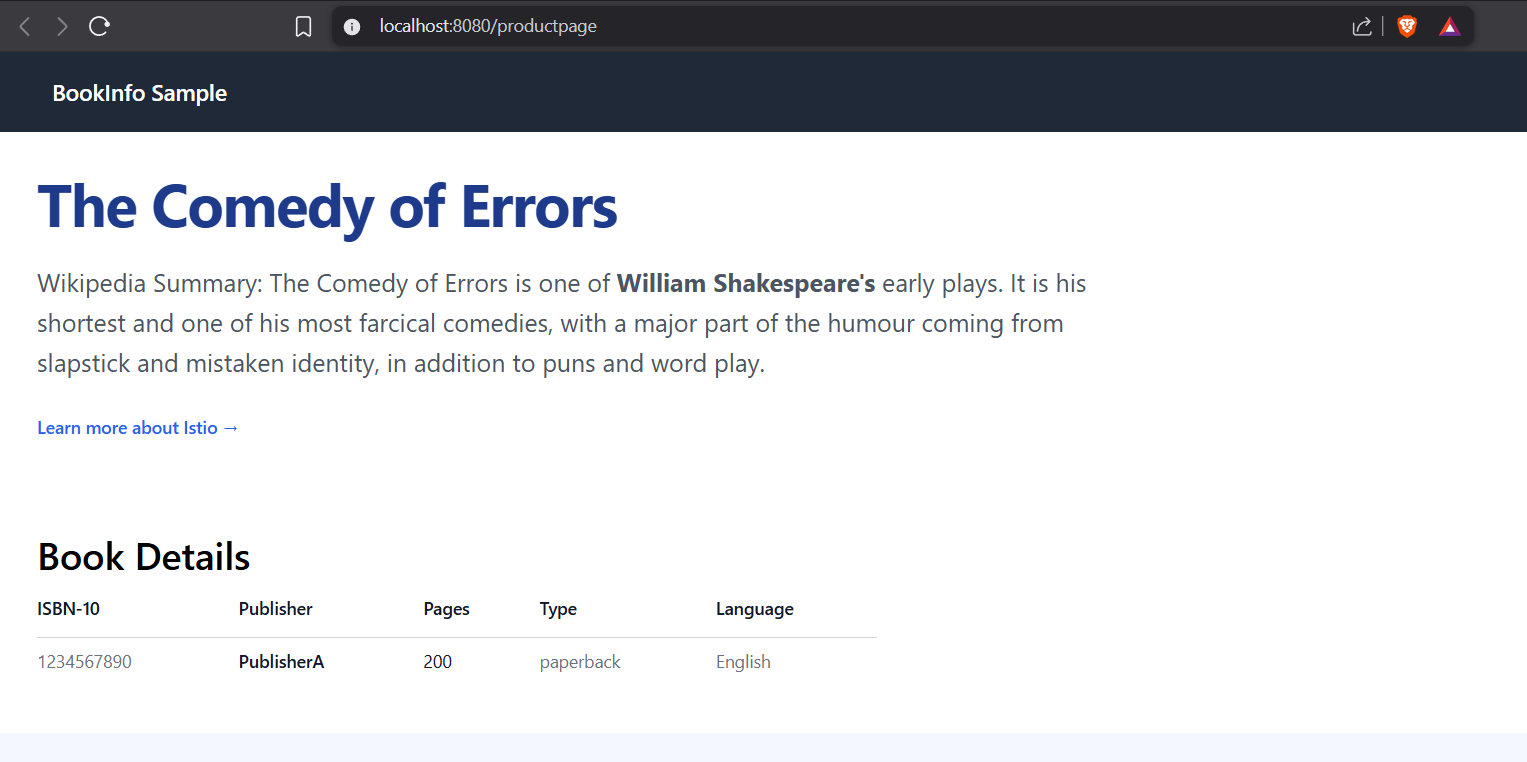 localhost:8080/productpage
BookInfo Sample
The Comedy of Errors
Wikipedia Summary: The Comedy of Errors is one of William Shakespeare's early plays. It is his
shortest and one of his most farcical comedies, with a major part of the humour coming from
slapstick and mistaken identity, in addition to puns and word play.
Learn more about Istio →
Book Details
ISBN-10 Publisher Pages Type Language
1234567890 PublisherA 200 paperback English